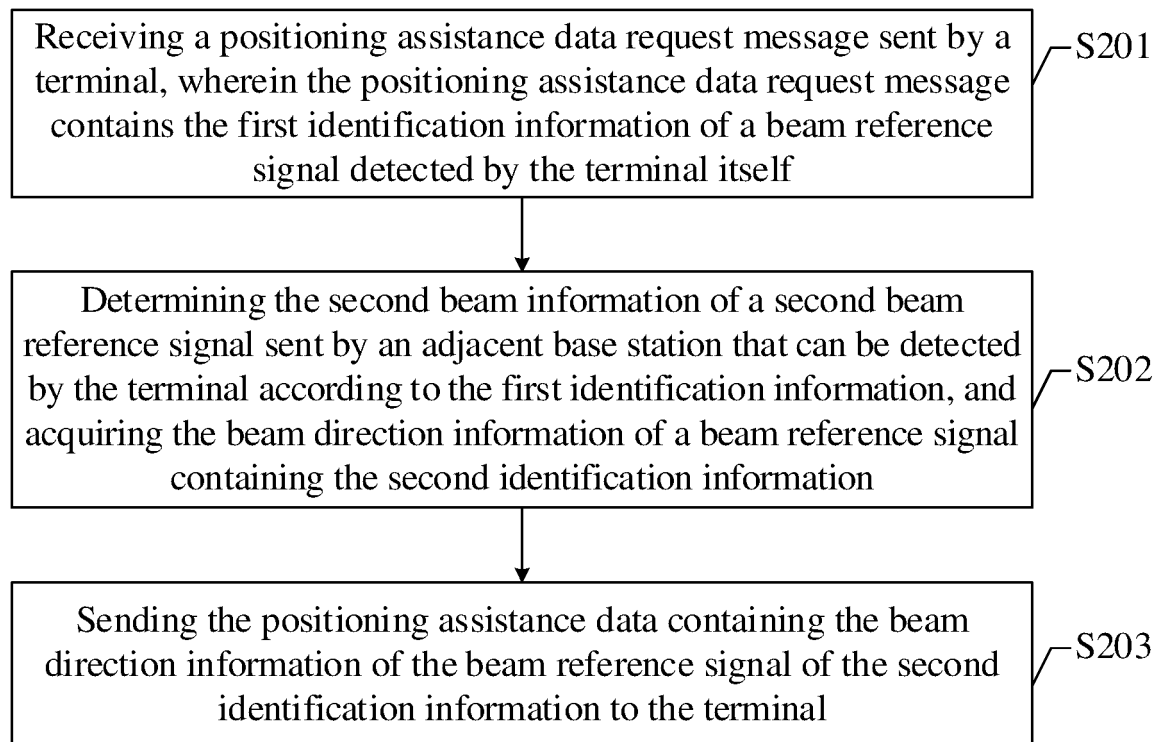 Receiving a positioning assistance data request message sent by a
terminal, wherein the positioning assistance data request message
contains the first identification information of a beam reference
signal detected by the terminal itself
S201
Determining the second beam information of a second beam
reference signal sent by an adjacent base station that can be detected
by the terminal according to the first identification information, and
acquiring the beam direction information of a beam reference signal
containing the second identification information
S202
Sending the positioning assistance data containing the beam
direction information of the beam reference signal of the second
identification information to the terminal
S203